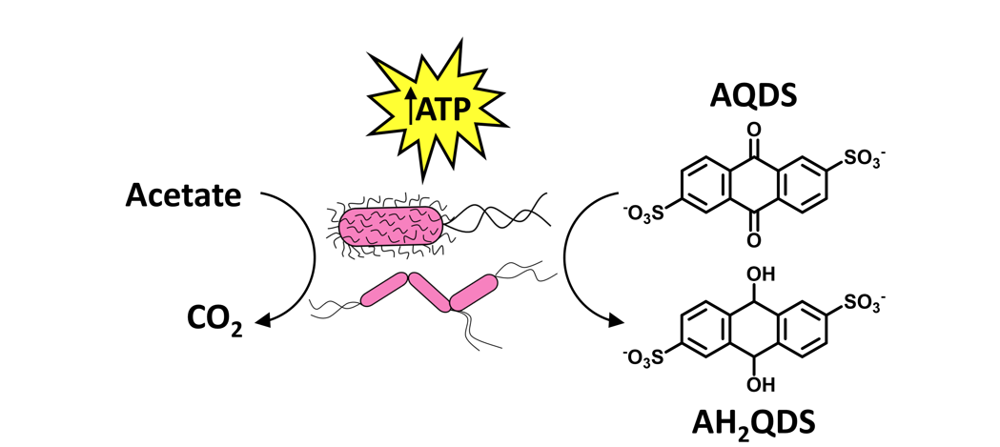 ↑ATP
AQDS
O
SO₃⁻
Acetate
⁻O₃S
O
OH
SO₃⁻
CO₂
⁻O₃S
OH
AH₂QDS